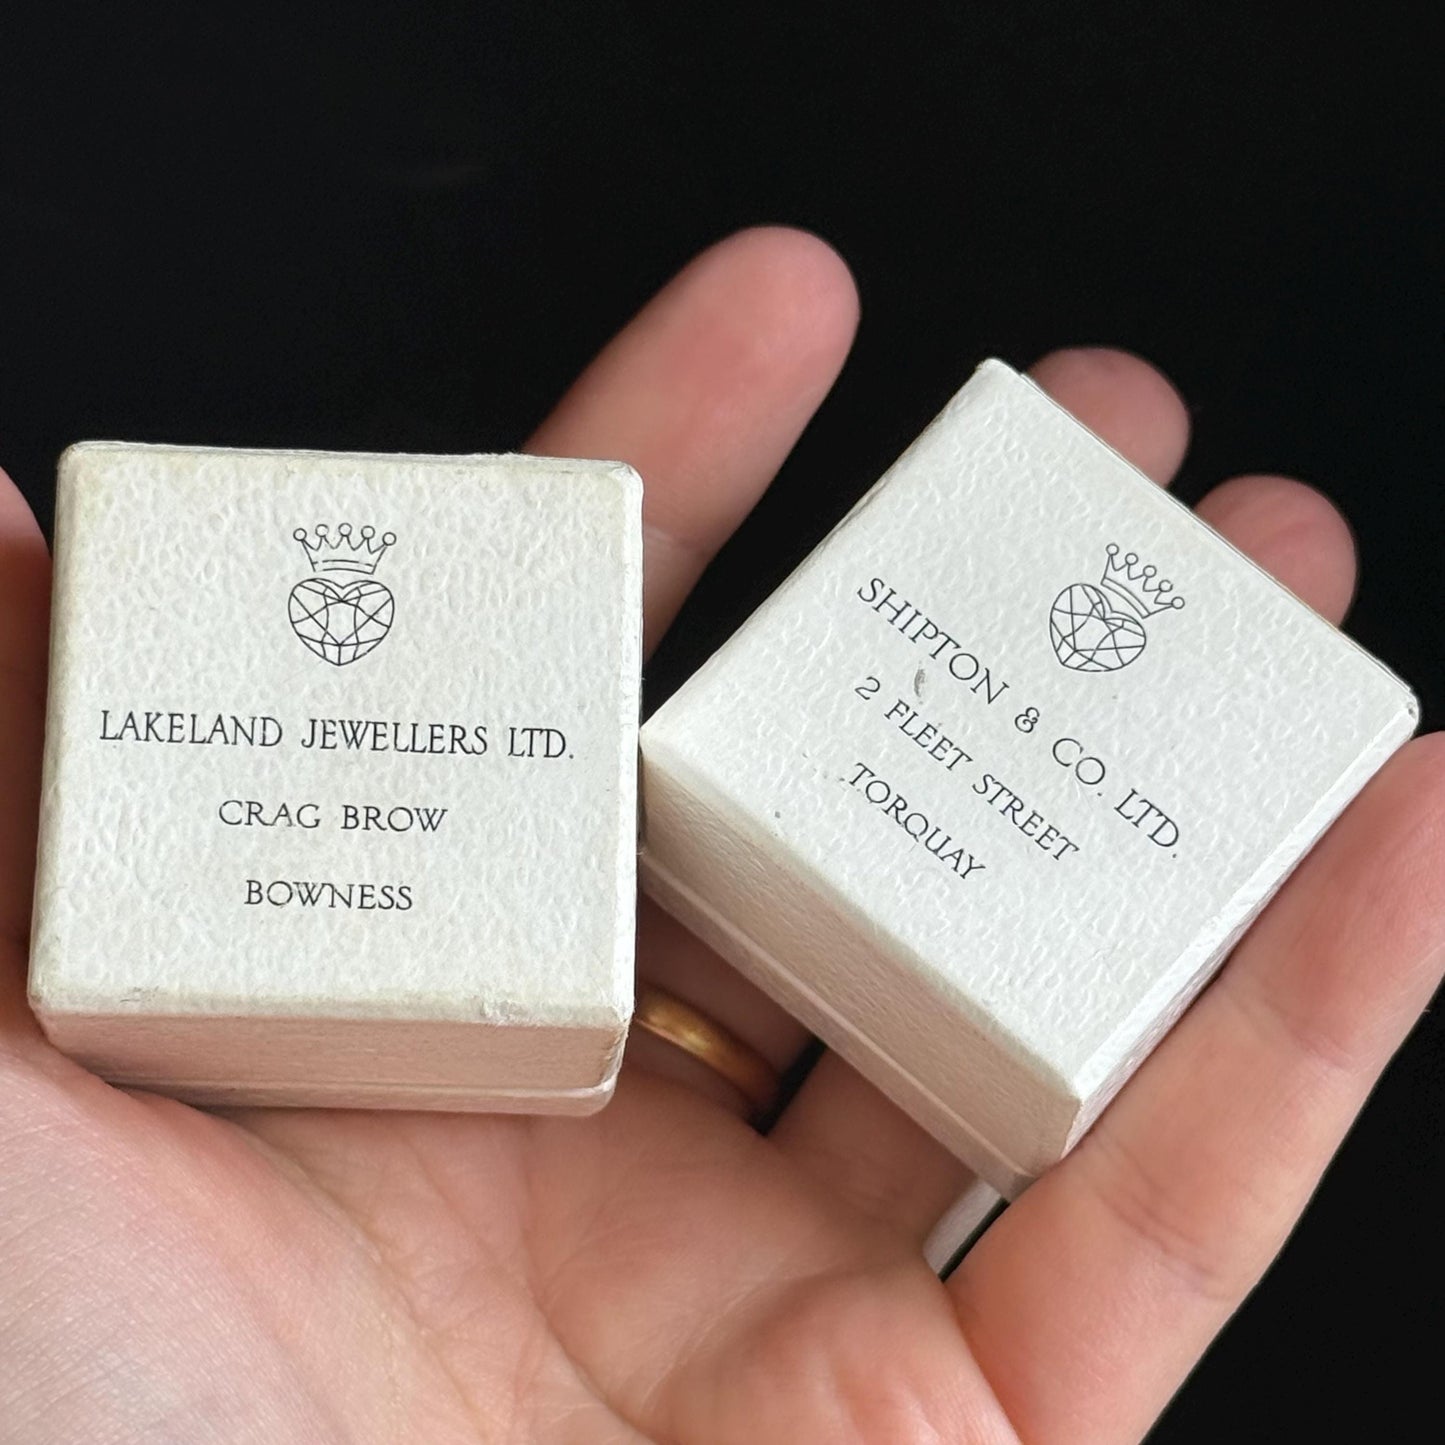 LAKELAND JEWELLERS LTD.
CRAG BROW
BOWNESS
SHIPTON & CO. LTD.
2 FLEET STREET
TORQUAY